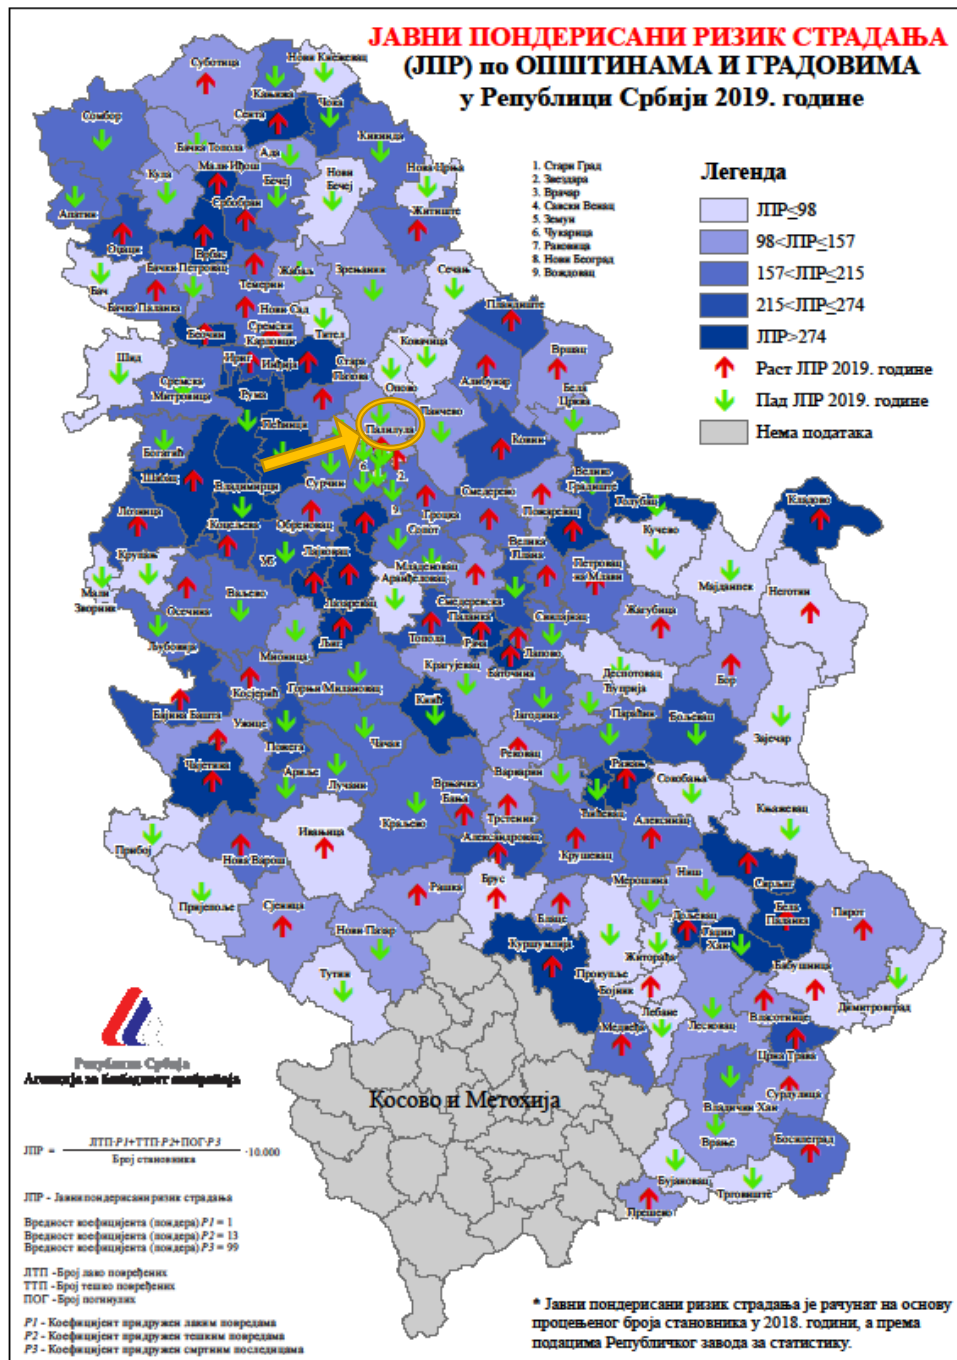 ЈАВНИ ПОНДЕРИСАНИ РИЗИК СТРАДАЊА
(ЈПР) по ОПШТИНАМА И ГРАДОВИМА
у Републици Србији 2019. године
1. Стари Град
2. Звездара
3. Врачар
4. Савски Венац
5. Земун
6. Чукарица
7. Раковица
8. Нови Београд
9. Вождовац
Легенда
ЈПР≤98
98<ЈПР≤157
157<ЈПР≤215
215<ЈПР≤274
ЈПР>274
Раст ЈПР 2019. године
Пад ЈПР 2019. године
Нема података
Суботица
Нови Кнежевац
Кањижа
Чока
Сента
Сомбор
Бачка Топола
Ада
Кикинда
Мали Иђош
Кула
Бечеј
Нови Бечеј
Нова Црња
Србобран
Житиште
Апатин
Оџаци
Врбас
Бачки Петровац
Жабаљ
Зрењанин
Сечањ
Бач
Темерин
Бачка Паланка
Нови Сад
Тител
Пландиште
Беочин
Сремски Карловци
Ковачица
Вршац
Шид
Ириг
Инђија
Стара Пазова
Опово
Алибунар
Бела Црква
Сремска Митровица
Рума
Пећинци
Палилула
Панчево
Ковин
Богатић
6.
2.
Шабац
Владимирци
Сурчин
9.
Смедерево
Велико Градиште
Голубац
Кладово
Лозница
Коцељева
Обреновац
Гроцка
Пожаревац
Кучево
Крупањ
Уб
Лајковац
Сопот
Велика Плана
Младеновац
Петровац на Млави
Мајданпек
Неготин
Мали Зворник
Аранђеловац
Осечина
Ваљево
Лазаревац
Смедеревска Паланка
Свилајнац
Жагубица
Љубовија
Мионица
Љиг
Топола
Рача
Лапово
Баточина
Деспотовац
Бор
Косјерић
Горњи Милановац
Крагујевац
Ћуприја
Бајина Башта
Кнић
Јагодина
Параћин
Бољевац
Ужице
Пожега
Чачак
Зајечар
Чајетина
Ариље
Лучани
Рековац
Варварин
Ражањ
Сокобања
Врњачка Бања
Трстеник
Ћићевац
Књажевац
Прибој
Ивањица
Краљево
Александровац
Крушевац
Алексинац
Нова Варош
Сврљиг
Пријепоље
Сјеница
Рашка
Брус
Блаце
Мерошина
Ниш
Дољевац
Бела Паланка
Пирот
Нови Пазар
Куршумлија
Гаџин Хан
Тутин
Прокупље
Житорађа
Бабушница
Бојник
Димитровград
Лебане
Медвеђа
Лесковац
Власотинце
Црна Трава
Сурдулица
Владичин Хан
Врање
Босилеград
Бујановац
Трговиште
Прешево
Косово и Метохија
Република Србија
Агенција за безбедност саобраћаја
ЈПР = ЛТП·P1+ТТП·P2+ПОГ·P3
Број становника
·10.000
ЈПР - Јавни пондерисани ризик страдања
Вредност коефицијента (пондера) P1 = 1
Вредност коефицијента (пондера) P2 = 13
Вредност коефицијента (пондера) P3 = 99
ЛТП -Број лако повређених
ТТП -Број тешко повређених
ПОГ -Број погинулих
P1 - Коефицијент придружен лаким повредама
P2 - Коефицијент придружен тешким повредама
P3 - Коефицијент придружен смртним последицама
* Јавни пондерисани ризик страдања је рачунат на основу
процењеног броја становника у 2018. години, а према
подацима Републичког завода за статистику.